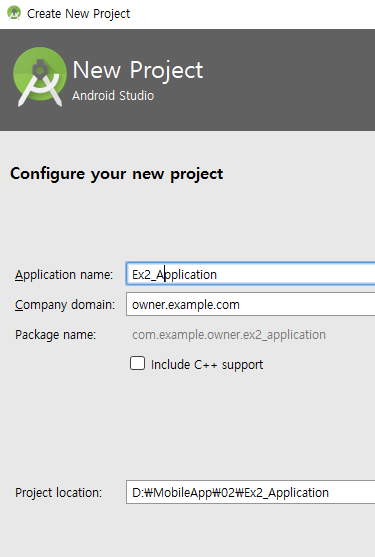 Create New Project
New Project
Android Studio
Configure your new project
Application name: Ex2_Application
Company domain: owner.example.com
Package name: com.example.owner.ex2_application
Include C++ support
Project location: D:₩MobileApp₩02₩Ex2_Application